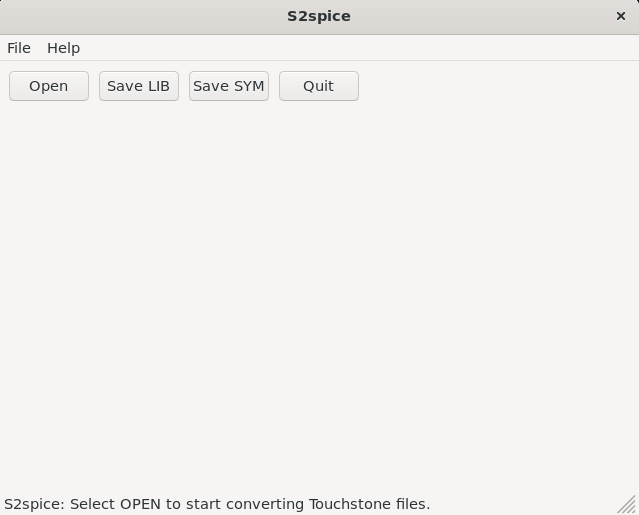 S2spice
File Help
Open Save LIB Save SYM Quit
S2spice: Select OPEN to start converting Touchstone files.